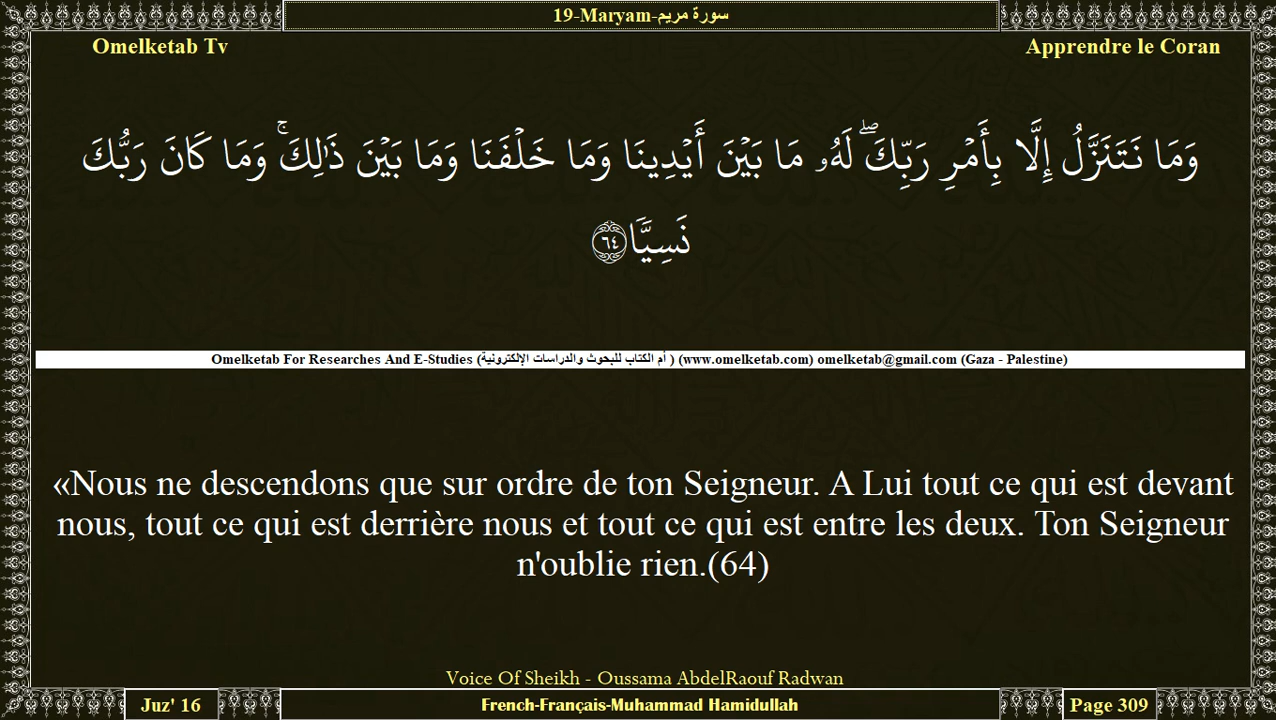 19-Maryam-سورة مريم
Omelketab Tv
Apprendre le Coran
وَمَا نَتَنَزَّلُ إِلَّا بِأَمْرِ رَبِّكَ ۖ لَهُۥ مَا بَيْنَ أَيْدِينَا وَمَا خَلْفَنَا وَمَا بَيْنَ ذَٰلِكَ ۚ وَمَا كَانَ رَبُّكَ
نَسِيًّا ٦٤
Omelketab For Researches And E-Studies (أم الكتاب للبحوث والدراسات الإلكترونية ) (www.omelketab.com) omelketab@gmail.com (Gaza - Palestine)
«Nous ne descendons que sur ordre de ton Seigneur. A Lui tout ce qui est devant
nous, tout ce qui est derrière nous et tout ce qui est entre les deux. Ton Seigneur
n'oublie rien.(64)
Voice Of Sheikh - Oussama AbdelRaouf Radwan
Juz' 16
French-Français-Muhammad Hamidullah
Page 309